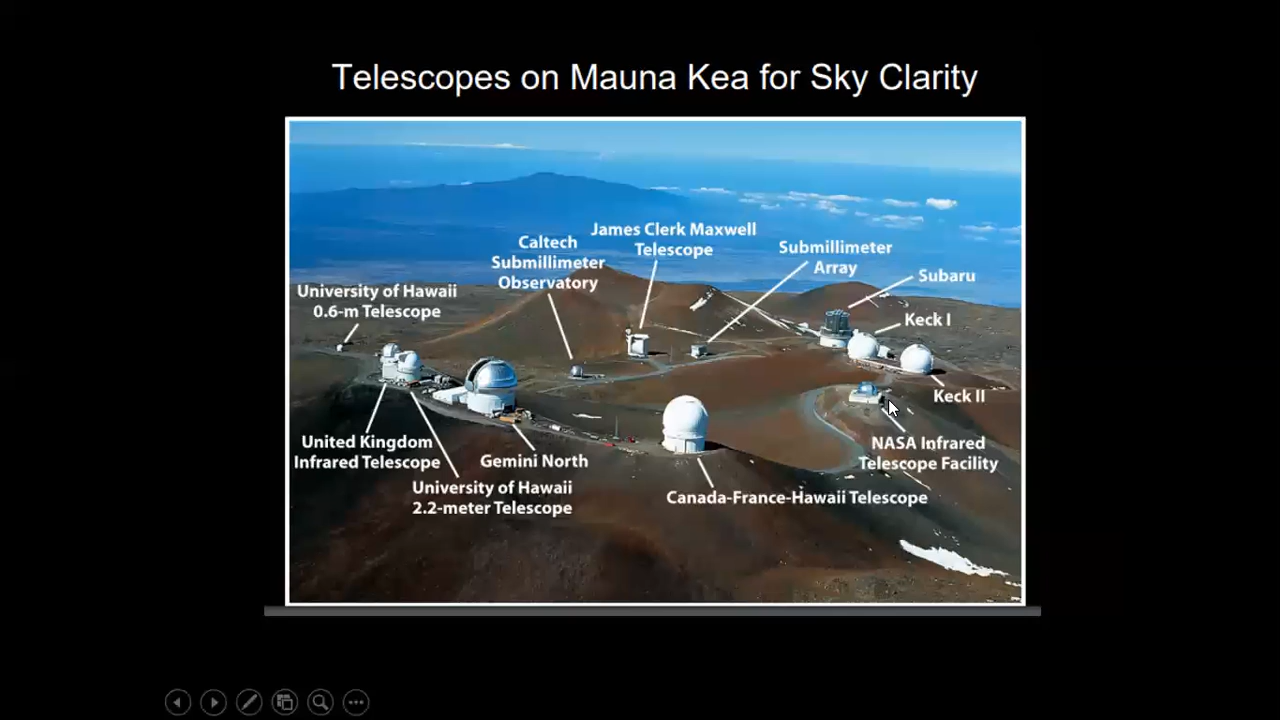 Telescopes on Mauna Kea for Sky Clarity
James Clerk Maxwell
Telescope
Caltech
Submillimeter
Observatory
Submillimeter
Array
Subaru
University of Hawaii
0.6-m Telescope
Keck I
Keck II
United Kingdom
Infrared Telescope
Gemini North
University of Hawaii
2.2-meter Telescope
NASA Infrared
Telescope Facility
Canada-France-Hawaii Telescope